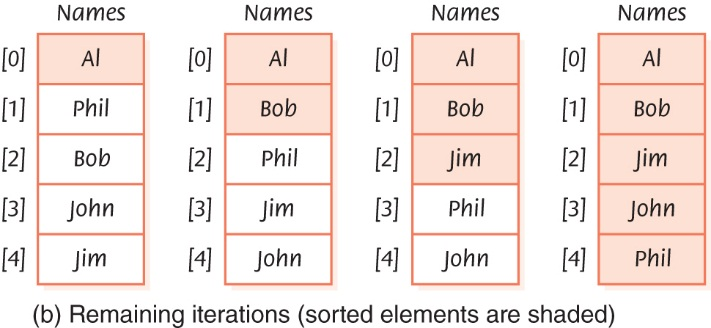 Names Names Names Names
[0] Al [0] Al [0] Al [0] Al
[1] Phil [1] Bob [1] Bob [1] Bob
[2] Bob [2] Phil [2] Jim [2] Jim
[3] John [3] Jim [3] Phil [3] John
[4] Jim [4] John [4] John [4] Phil
(b) Remaining iterations (sorted elements are shaded)